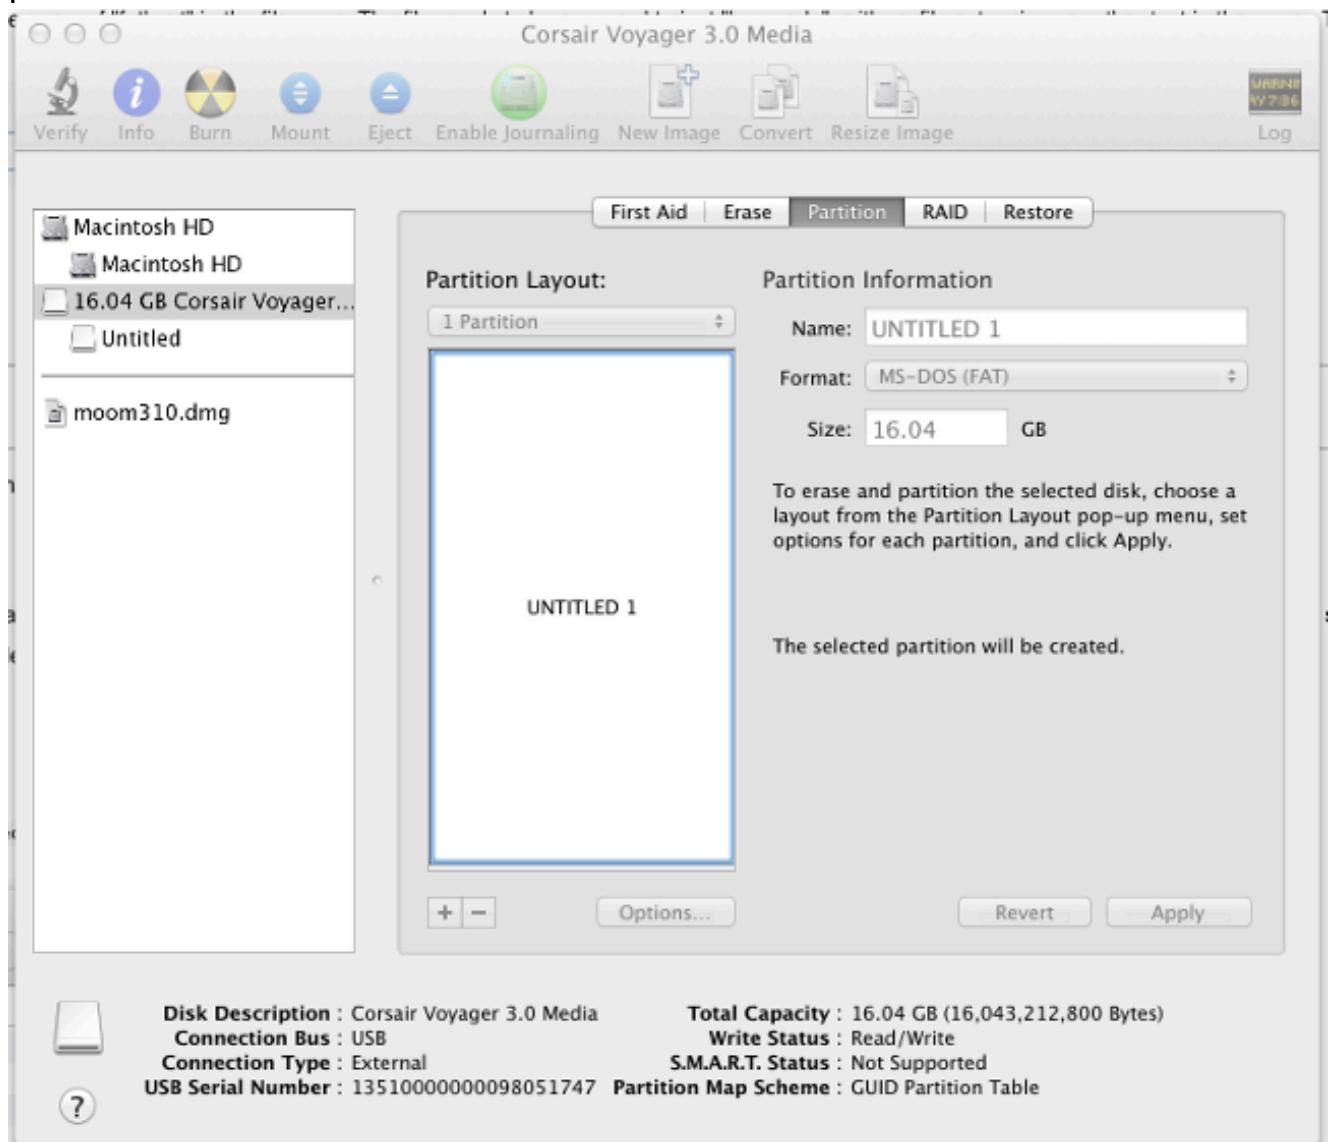 Corsair Voyager 3.0 Media
Verify Info Burn Mount Eject Enable Journaling New Image Convert Resize Image Log
WARNI
W 7:36
First Aid Erase Partition RAID Restore
Macintosh HD
Macintosh HD
16.04 GB Corsair Voyager...
Untitled
moom310.dmg
Partition Layout:
1 Partition
UNTITLED 1
+ − Options...
Partition Information
Name: UNTITLED 1
Format: MS-DOS (FAT)
Size: 16.04 GB
To erase and partition the selected disk, choose a
layout from the Partition Layout pop-up menu, set
options for each partition, and click Apply.
The selected partition will be created.
Revert Apply
Disk Description : Corsair Voyager 3.0 Media
Connection Bus : USB
Connection Type : External
USB Serial Number : 13510000000098051747
Total Capacity : 16.04 GB (16,043,212,800 Bytes)
Write Status : Read/Write
S.M.A.R.T. Status : Not Supported
Partition Map Scheme : GUID Partition Table
?